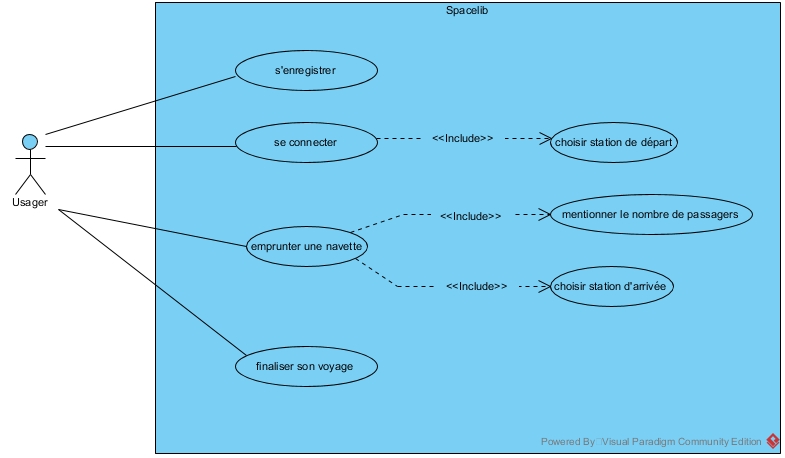 Spacelib
s'enregistrer
se connecter
<<Include>>
choisir station de départ
Usager
mentionner le nombre de passagers
<<Include>>
emprunter une navette
<<Include>>
choisir station d'arrivée
finaliser son voyage
Powered By Visual Paradigm Community Edition